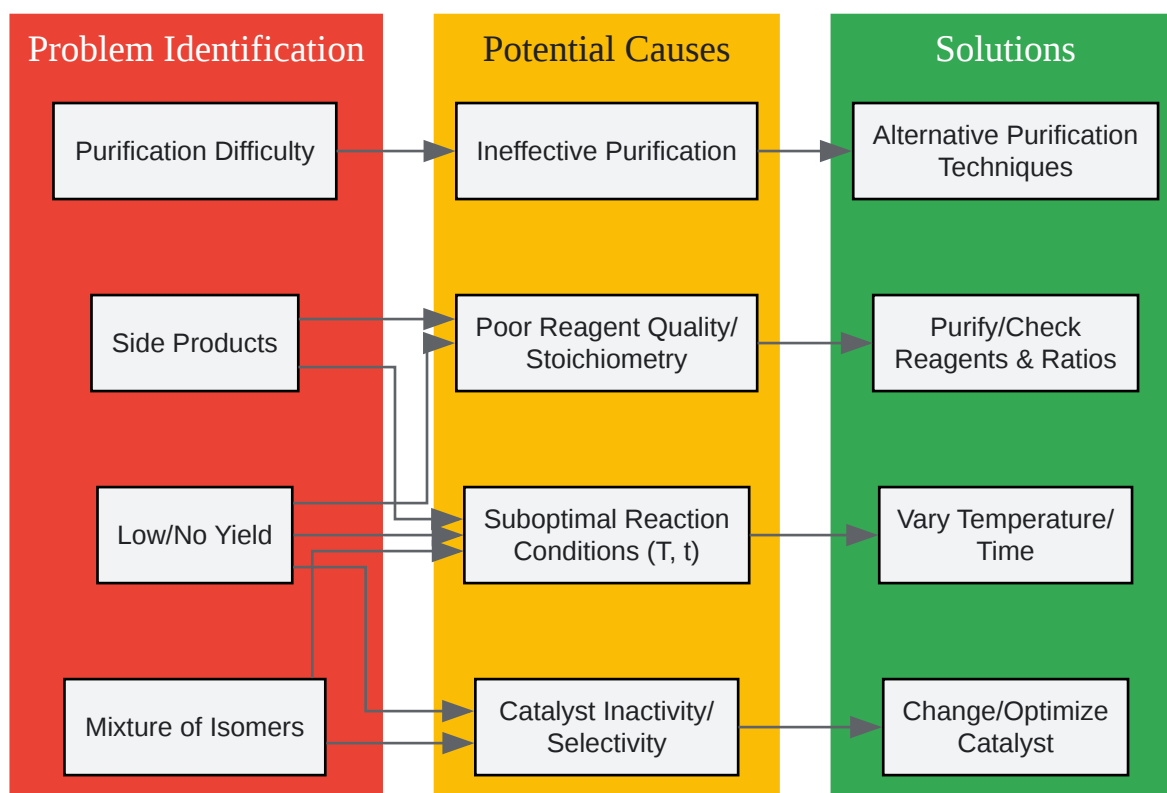 Problem Identification
Potential Causes
Solutions
Purification Difficulty
Ineffective Purification
Alternative Purification
Techniques
Side Products
Poor Reagent Quality/
Stoichiometry
Purify/Check
Reagents & Ratios
Low/No Yield
Suboptimal Reaction
Conditions (T, t)
Vary Temperature/
Time
Mixture of Isomers
Catalyst Inactivity/
Selectivity
Change/Optimize
Catalyst